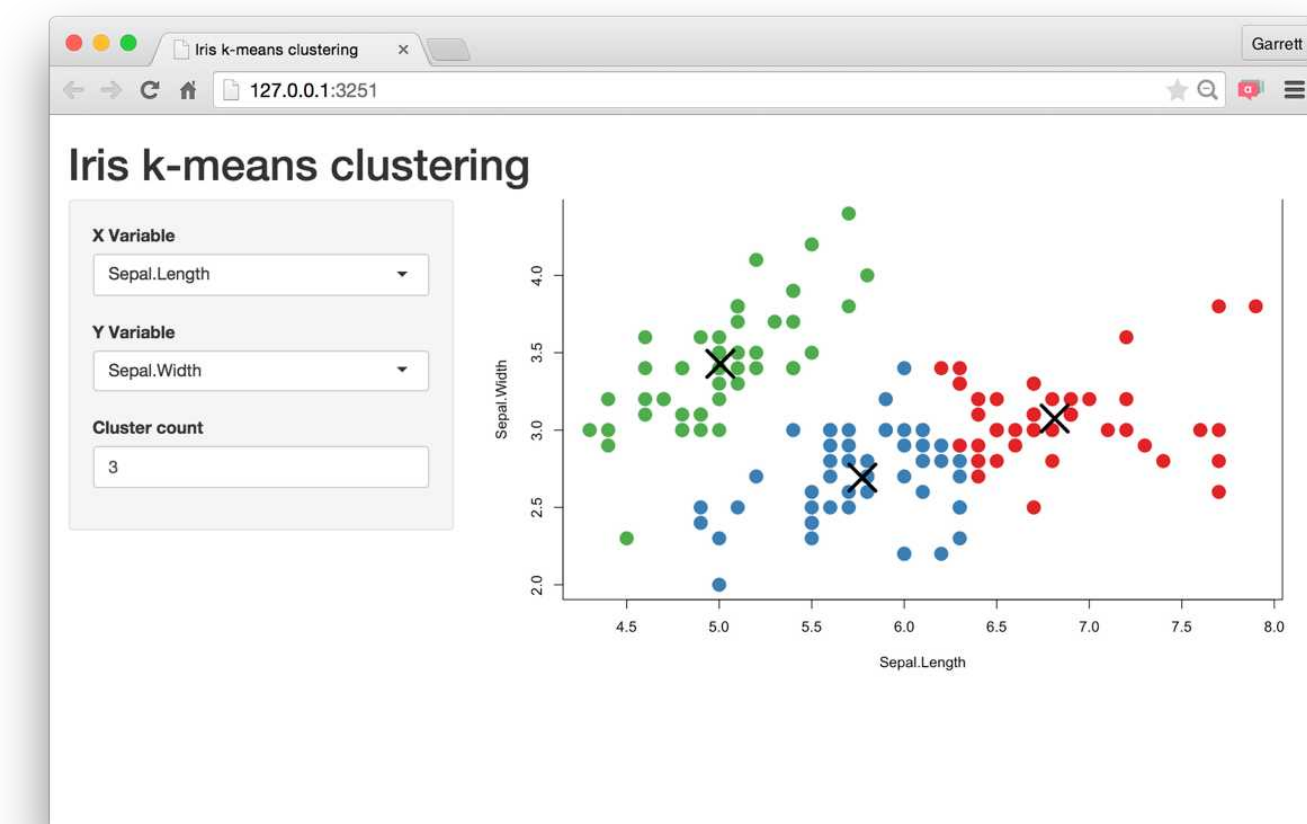 Iris k-means clustering
Garrett
127.0.0.1:3251
Iris k-means clustering
X Variable
Sepal.Length
Y Variable
Sepal.Width
Cluster count
3
Sepal.Width
4.0
3.5
3.0
2.5
2.0
4.5 5.0 5.5 6.0 6.5 7.0 7.5 8.0
Sepal.Length